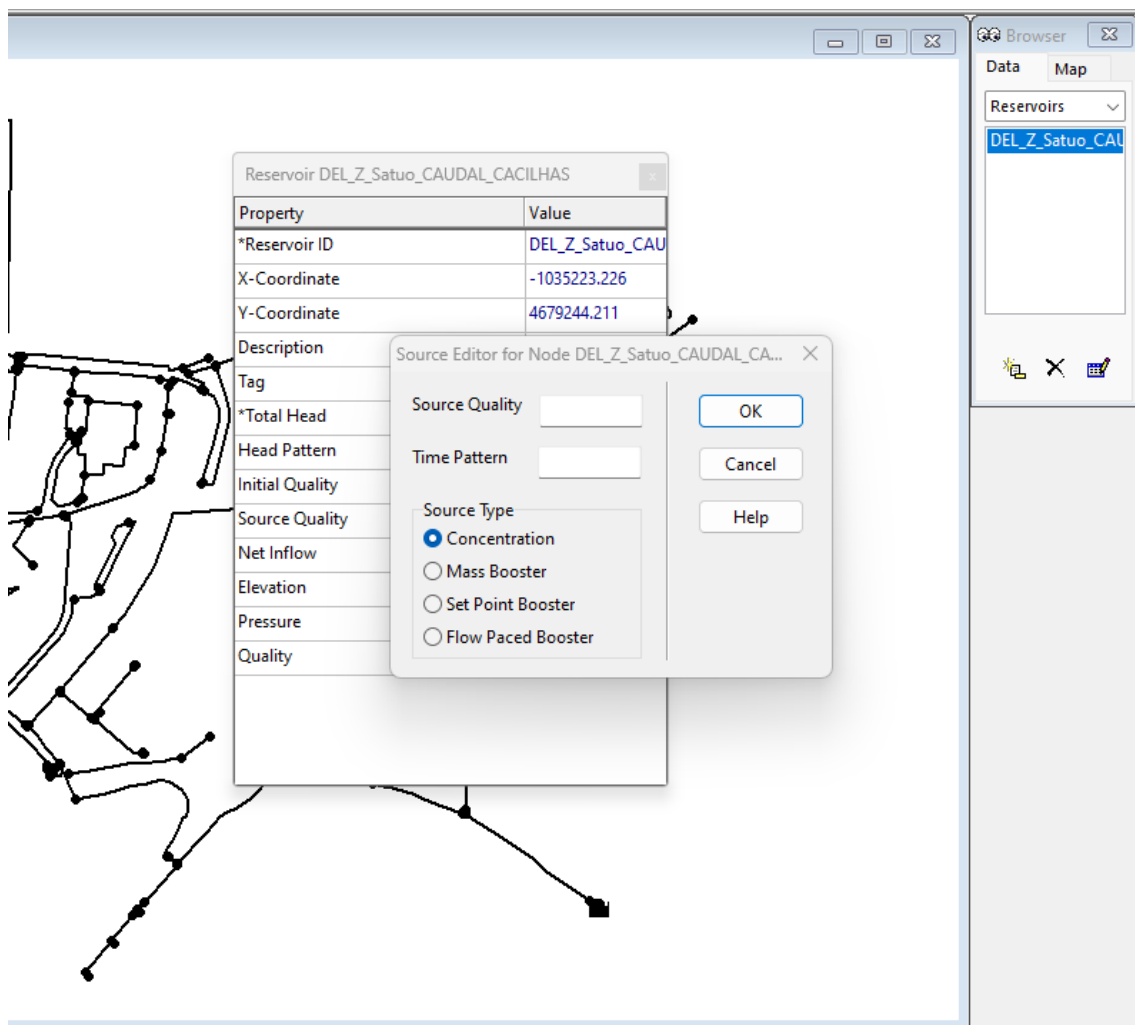 Browser
Data Map
Reservoirs
DEL_Z_Satuo_CAU
Reservoir DEL_Z_Satuo_CAUDAL_CACILHAS
Property Value
*Reservoir ID DEL_Z_Satuo_CAU
X-Coordinate -1035223.226
Y-Coordinate 4679244.211
Description
Tag
*Total Head
Head Pattern
Initial Quality
Source Quality
Net Inflow
Elevation
Pressure
Quality
Source Editor for Node DEL_Z_Satuo_CAUDAL_CA...
Source Quality
Time Pattern
Source Type
Concentration
Mass Booster
Set Point Booster
Flow Paced Booster
OK
Cancel
Help